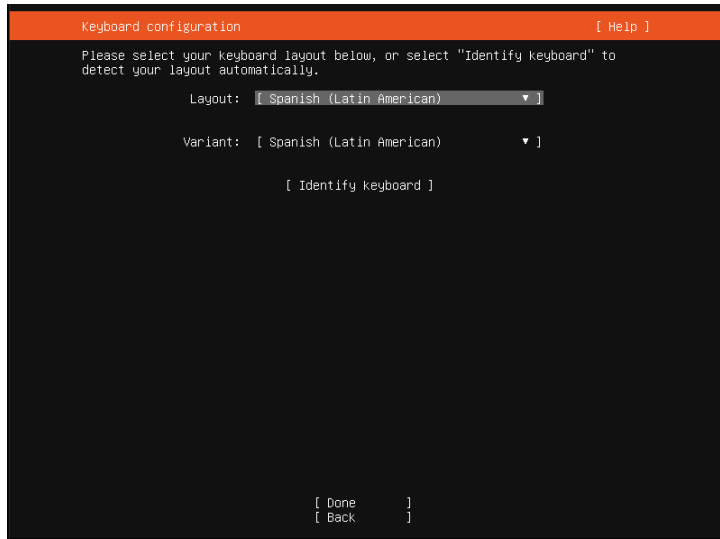 Keyboard configuration [ Help ]
Please select your keyboard layout below, or select "Identify keyboard" to
detect your layout automatically.
Layout: [ Spanish (Latin American) ▾ ]
Variant: [ Spanish (Latin American) ▾ ]
[ Identify keyboard ]
[ Done ]
[ Back ]